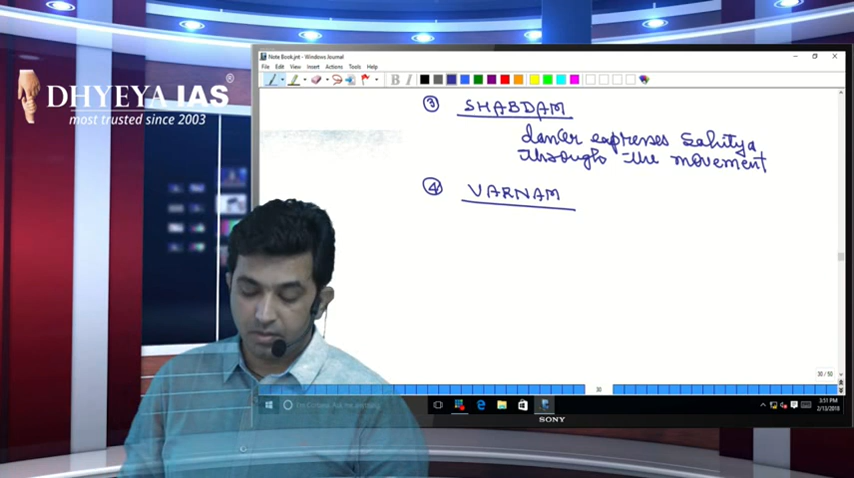 DHYEYA IAS®
most trusted since 2003
Note Book.jnt - Windows Journal
File Edit View Insert Actions Tools Help
B I
③ SHABDAM
dancer expresses Sahitya
through the movement
④ VARNAM
30 / 50
30
3:51 PM
2/13/2018
SONY